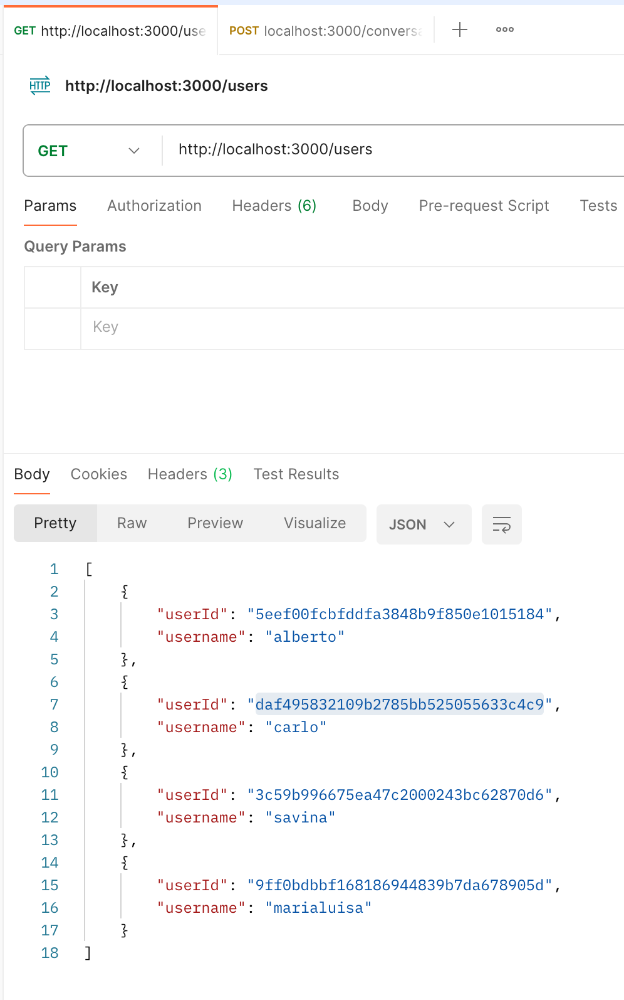 GET http://localhost:3000/use POST localhost:3000/conversa
HTTP http://localhost:3000/users
GET http://localhost:3000/users
Params Authorization Headers (6) Body Pre-request Script Tests
Query Params
Key
Key
Body Cookies Headers (3) Test Results
Pretty Raw Preview Visualize JSON
1 [
2 {
3 "userId": "5eef00fcbfddfa3848b9f850e1015184",
4 "username": "alberto"
5 },
6 {
7 "userId": "daf495832109b2785bb525055633c4c9",
8 "username": "carlo"
9 },
10 {
11 "userId": "3c59b996675ea47c2000243bc62870d6",
12 "username": "savina"
13 },
14 {
15 "userId": "9ff0bdbbf168186944839b7da678905d",
16 "username": "marialuisa"
17 }
18 ]